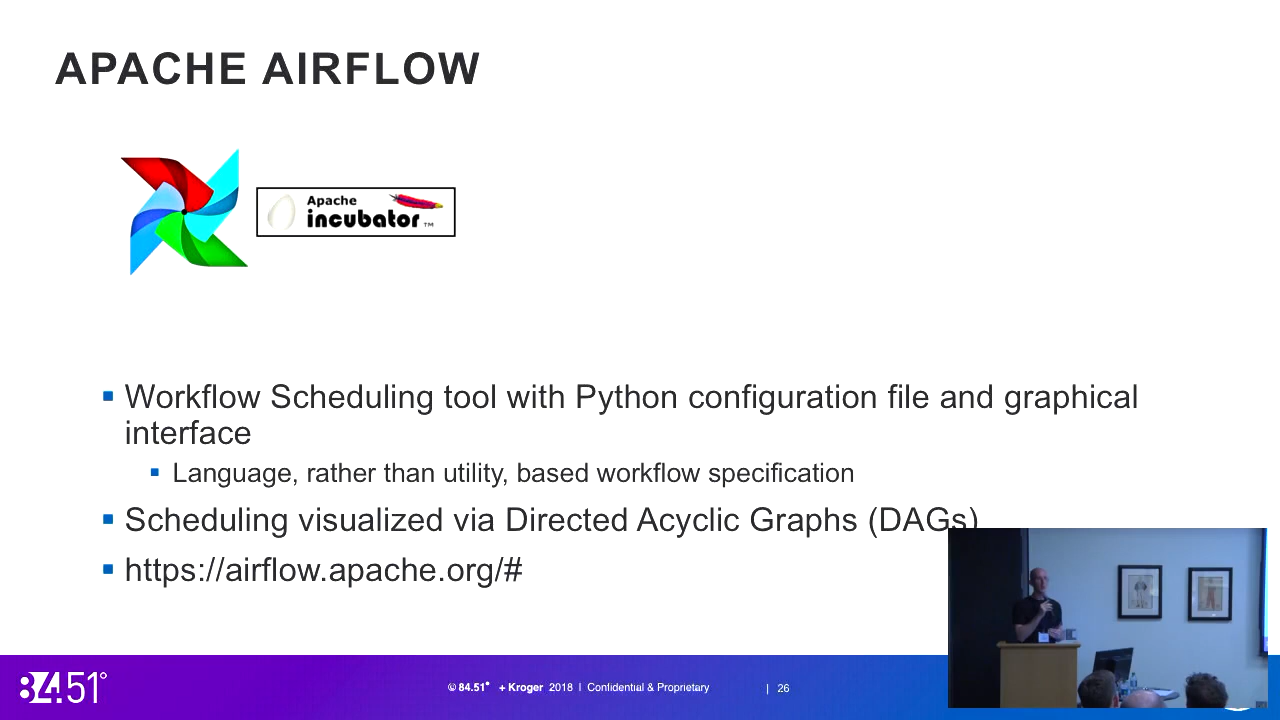 APACHE AIRFLOW
Apache
incubator ™
Workflow Scheduling tool with Python configuration file and graphical
interface
Language, rather than utility, based workflow specification
Scheduling visualized via Directed Acyclic Graphs (DAGs)
https://airflow.apache.org/#
84.51°
© 84.51° + Kroger 2018 | Confidential & Proprietary | 26